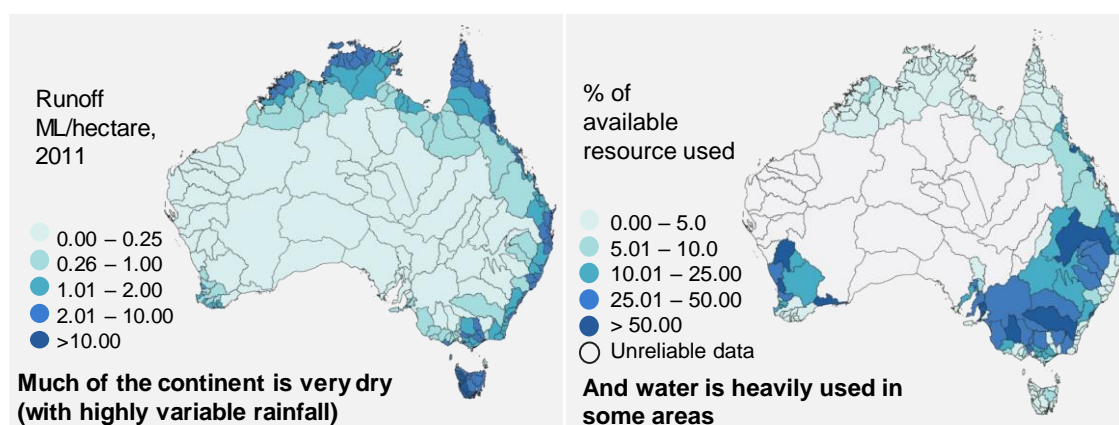 Runoff
ML/hectare,
2011
0.00 – 0.25
0.26 – 1.00
1.01 – 2.00
2.01 – 10.00
>10.00
Much of the continent is very dry
(with highly variable rainfall)
% of
available
resource used
0.00 – 5.0
5.01 – 10.0
10.01 – 25.00
25.01 – 50.00
> 50.00
Unreliable data
And water is heavily used in
some areas